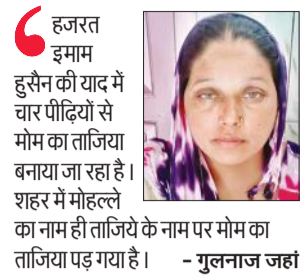 हजरत
इमाम
हुसैन की याद में
चार पीढ़ियों से
मोम का ताजिया
बनाया जा रहा है।
शहर में मोहल्ले
का नाम ही ताजिये के नाम पर मोम का
ताजिया पड़ गया है। - गुलनाज जहां